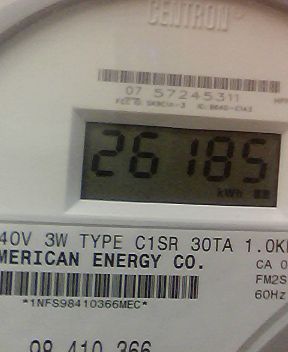 CENTRON
07 57245311
26185
kWh
40V 3W TYPE C1SR 30TA 1.0K
MERICAN ENERGY CO.
CA 0
FM2S
*1NFS98410366MEC*
60Hz
98 410 366